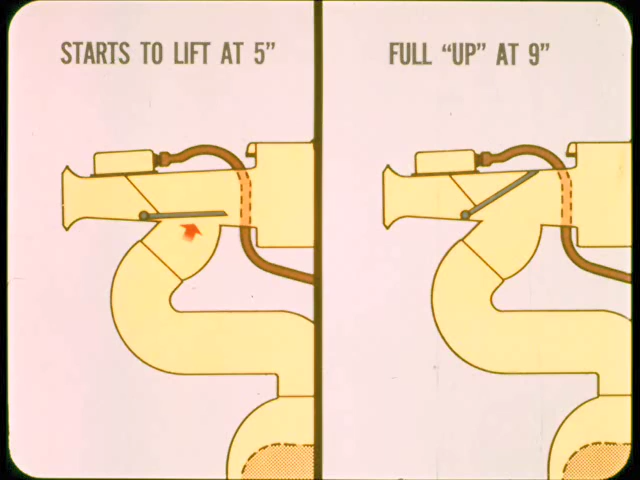 STARTS TO LIFT AT 5”
FULL “UP” AT 9”